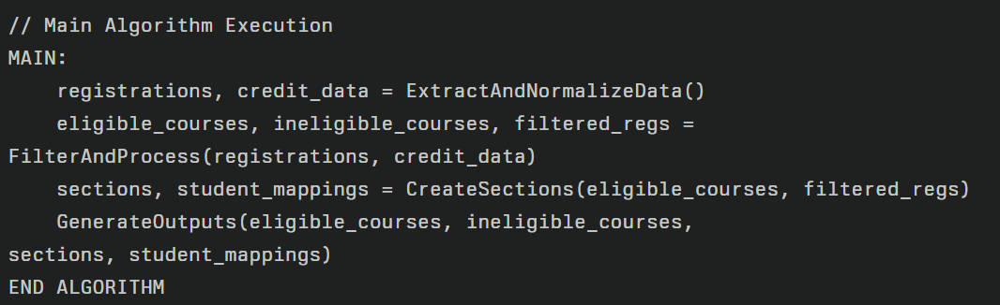 // Main Algorithm Execution
MAIN:
    registrations, credit_data = ExtractAndNormalizeData()
    eligible_courses, ineligible_courses, filtered_regs =
FilterAndProcess(registrations, credit_data)
    sections, student_mappings = CreateSections(eligible_courses, filtered_regs)
    GenerateOutputs(eligible_courses, ineligible_courses,
sections, student_mappings)
END ALGORITHM